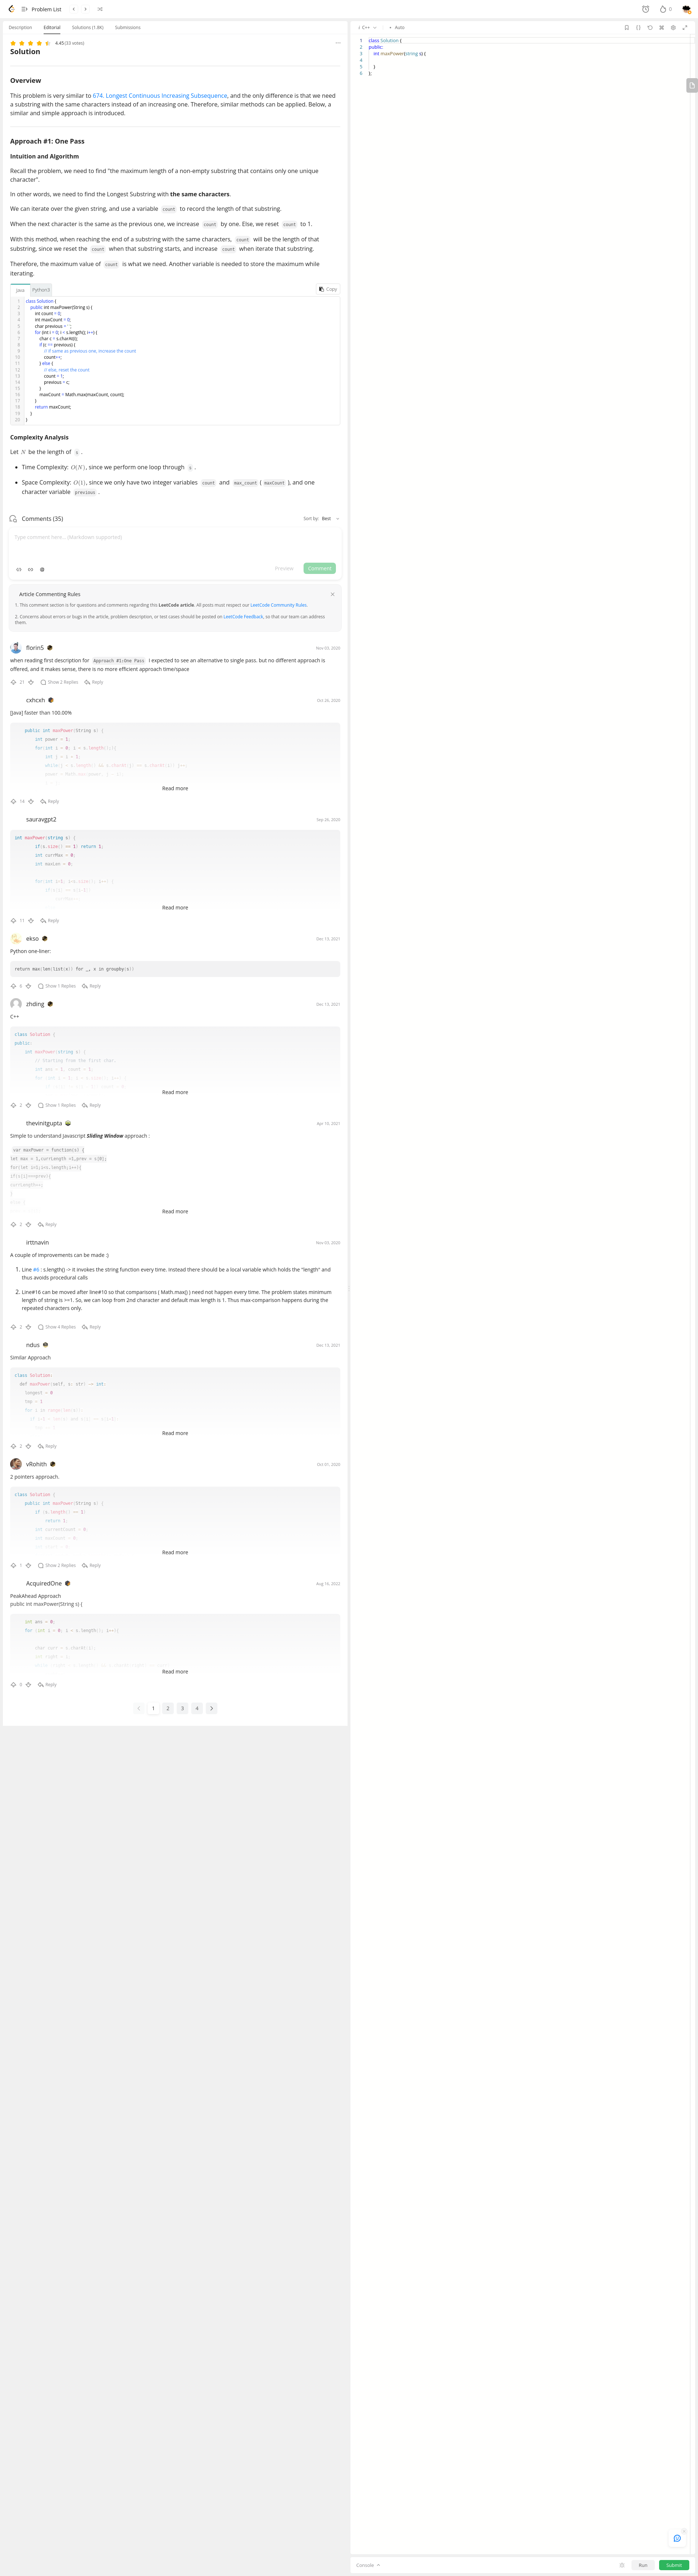 Problem List
0
Description Editorial Solutions (1.8K) Submissions
4.45 (33 votes)
Solution
Overview
This problem is very similar to 674. Longest Continuous Increasing Subsequence, and the only difference is that we need
a substring with the same characters instead of an increasing one. Therefore, similar methods can be applied. Below, a
similar and simple approach is introduced.
Approach #1: One Pass
Intuition and Algorithm
Recall the problem, we need to find "the maximum length of a non-empty substring that contains only one unique
character".
In other words, we need to find the Longest Substring with the same characters.
We can iterate over the given string, and use a variable count to record the length of that substring.
When the next character is the same as the previous one, we increase count by one. Else, we reset count to 1.
With this method, when reaching the end of a substring with the same characters, count will be the length of that
substring, since we reset the count when that substring starts, and increase count when iterate that substring.
Therefore, the maximum value of count is what we need. Another variable is needed to store the maximum while
iterating.
Java Python3 Copy
1 class Solution {
2 public int maxPower(String s) {
3 int count = 0;
4 int maxCount = 0;
5 char previous = ' ';
6 for (int i = 0; i < s.length(); i++) {
7 char c = s.charAt(i);
8 if (c == previous) {
9 // if same as previous one, increase the count
10 count++;
11 } else {
12 // else, reset the count
13 count = 1;
14 previous = c;
15 }
16 maxCount = Math.max(maxCount, count);
17 }
18 return maxCount;
19 }
20 }
Complexity Analysis
Let N be the length of s .
Time Complexity: O(N), since we perform one loop through s .
Space Complexity: O(1), since we only have two integer variables count and max_count ( maxCount ), and one
character variable previous .
Comments (35) Sort by: Best
Type comment here... (Markdown supported)
Preview Comment
Article Commenting Rules
1. This comment section is for questions and comments regarding this LeetCode article. All posts must respect our LeetCode Community Rules.
2. Concerns about errors or bugs in the article, problem description, or test cases should be posted on LeetCode Feedback, so that our team can address
them.
florin5 Nov 03, 2020
when reading first description for Approach #1:One Pass I expected to see an alternative to single pass. but no different approach is
offered, and it makes sense, there is no more efficient approach time/space
21 Show 2 Replies Reply
cxhcxh Oct 26, 2020
[Java] faster than 100.00%
public int maxPower(String s) {
int power = 1;
for(int i = 0; i < s.length();){
int j = i + 1;
Read more
14 Reply
sauravgpt2 Sep 26, 2020
int maxPower(string s) {
if(s.size() == 1) return 1;
int currMax = 0;
int maxLen = 0;
Read more
11 Reply
ekso Dec 13, 2021
Python one-liner:
return max(len(list(s)) for _, s in groupby(s))
6 Show 1 Replies Reply
zhding Dec 13, 2021
C++
class Solution {
public:
int maxPower(string s) {
// Starting from the first char.
int ans = 1, count = 1;
Read more
2 Show 1 Replies Reply
thevinitgupta Apr 16, 2021
Simple to understand Javascript Sliding Window approach :
var maxPower = function(s) {
let max = 1,currLength =1,prev = s[0];
for(let i=1;i<s.length;i++){
if(s[i]===prev){
currLength++;
}
Read more
2 Reply
irttnavin Nov 03, 2020
A couple of improvements can be made :)
1. Line #6 : s.length() -> it invokes the string function every time. Instead there should be a local variable which holds the "length" and
thus avoids procedural calls
2. Line#16 can be moved after line#10 so that comparisons ( Math.max() ) need not happen every time. The problem states minimum
length of string is >=1. So, we can loop from 2nd character and default max length is 1. Thus max-comparison happens during the
repeated characters only.
2 Show 4 Replies Reply
ndus Dec 13, 2021
Similar Approach
class Solution:
def maxPower(self, s: str) -> int:
longest = 0
tmp = 1
Read more
2 Reply
vRohith Oct 01, 2020
2 pointers approach.
class Solution {
public int maxPower(String s) {
if (s.length() == 1)
return 1;
int currentCount = 0;
Read more
1 Show 2 Replies Reply
AcquiredOne Aug 16, 2022
PeakAhead Approach
public int maxPower(String s) {
int ans = 0;
for (int i = 0; i < s.length(); i++){
Read more
0 Reply
1 2 3 4
C++ Auto
1 class Solution {
2 public:
3 int maxPower(string s) {
4
5 }
6 };
Console Run Submit